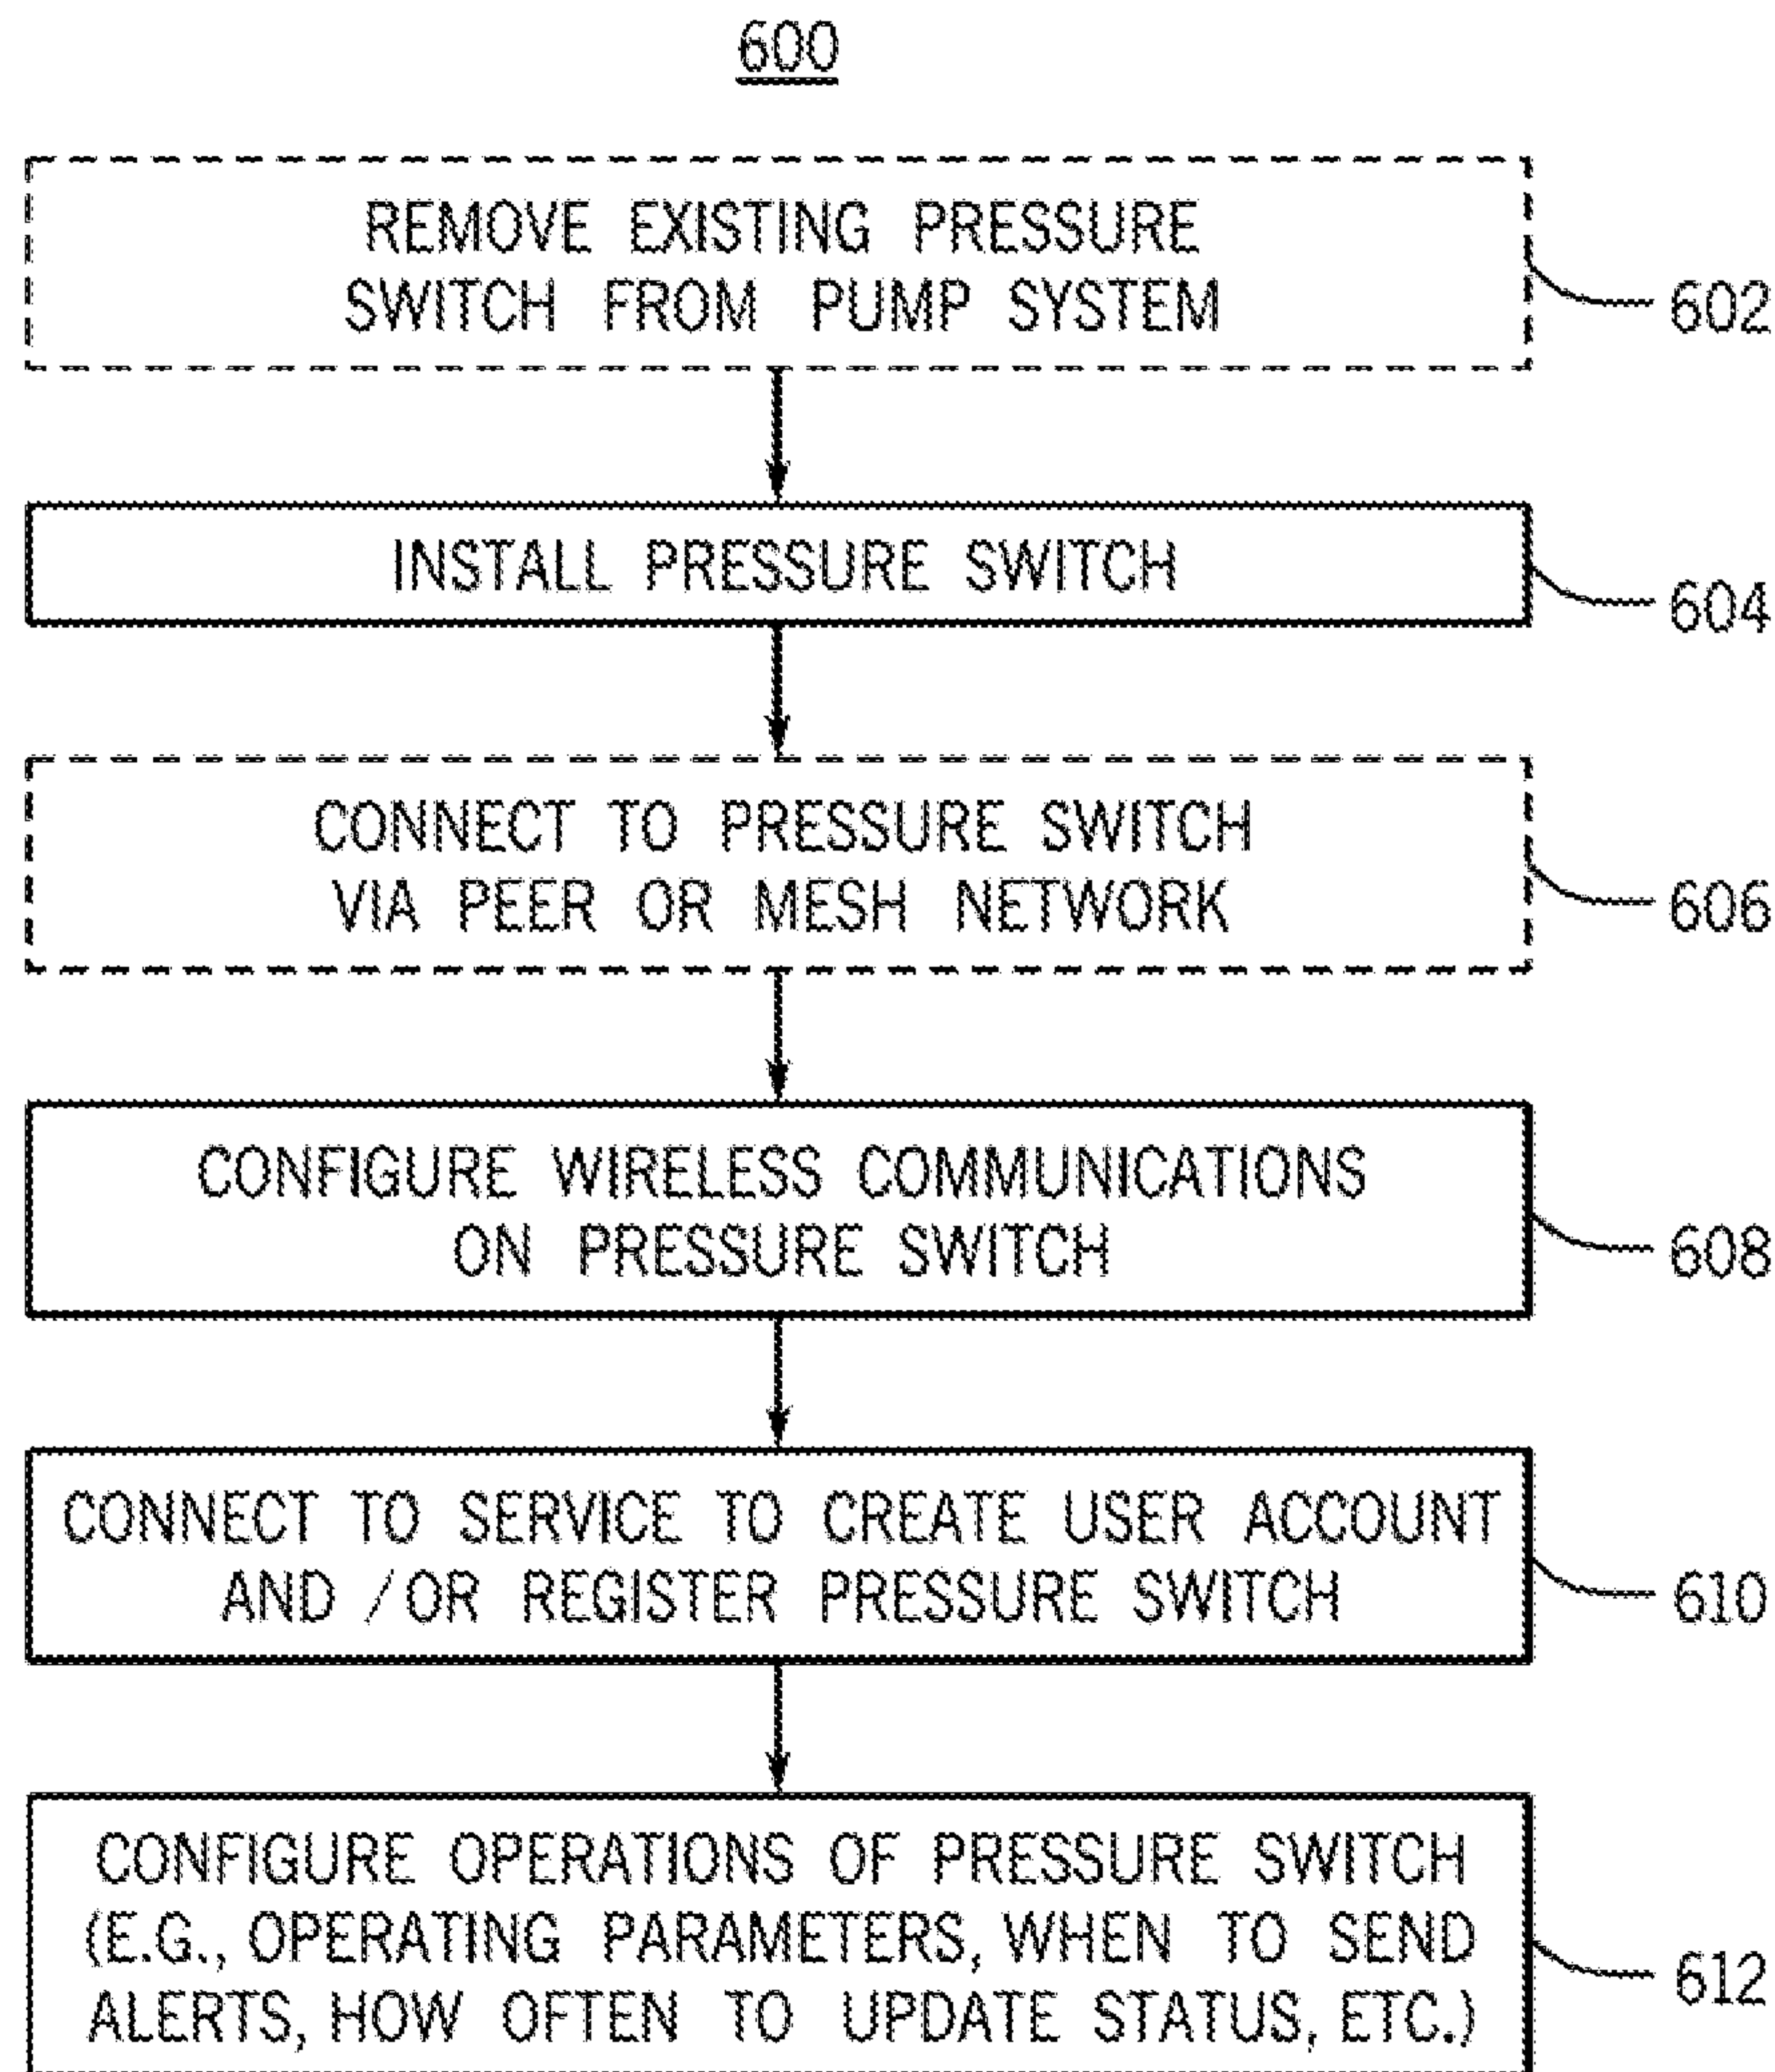 600
REMOVE EXISTING PRESSURE
SWITCH FROM PUMP SYSTEM
602
INSTALL PRESSURE SWITCH
604
CONNECT TO PRESSURE SWITCH
VIA PEER OR MESH NETWORK
606
CONFIGURE WIRELESS COMMUNICATIONS
ON PRESSURE SWITCH
608
CONNECT TO SERVICE TO CREATE USER ACCOUNT
AND /OR REGISTER PRESSURE SWITCH
610
CONFIGURE OPERATIONS OF PRESSURE SWITCH
(E.G., OPERATING PARAMETERS, WHEN TO SEND
ALERTS, HOW OFTEN TO UPDATE STATUS, ETC.)
612